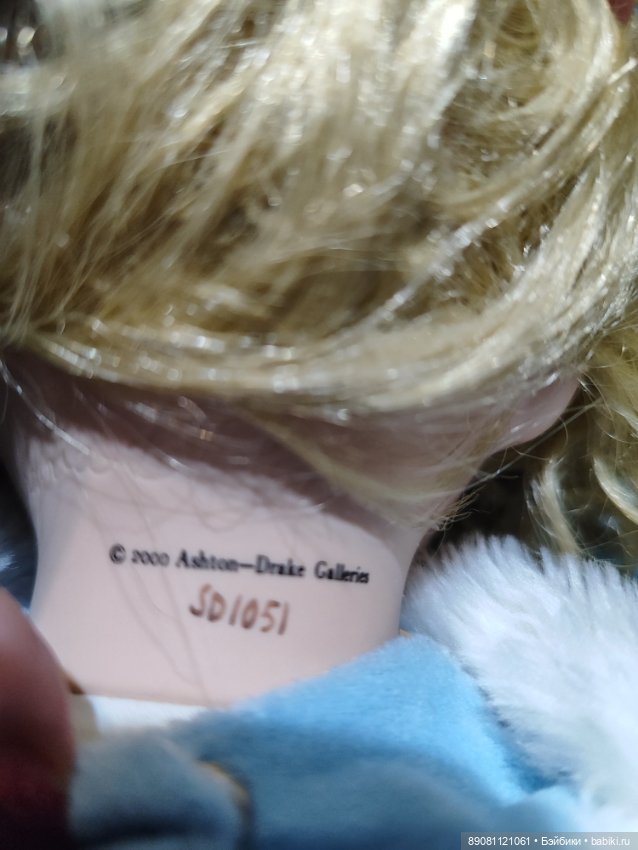 © 2000 Ashton–Drake Galleries
SD1051
89081121061 • Бэйбики • babiki.ru